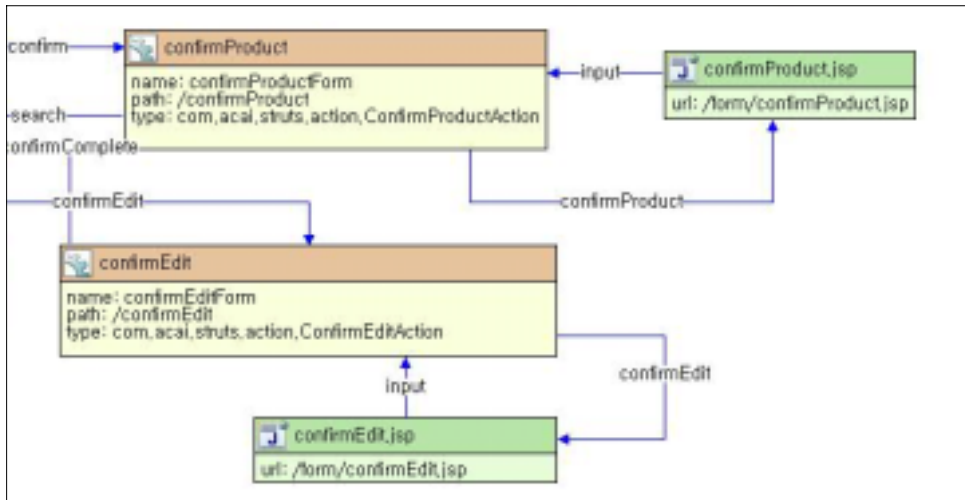 confirm
confirmProduct
name: confirmProductForm
path: /confirmProduct
type: com,acai,struts,action,ConfirmProductAction
input
confirmProduct,jsp
url: /form/confirmProduct,jsp
search
confirmComplete
confirmEdit
confirmProduct
confirmEdit
name: confirmEditForm
path: /confirmEdit
type: com,acai,struts,action,ConfirmEditAction
confirmEdit
input
confirmEdit,jsp
url: /form/confirmEdit,jsp